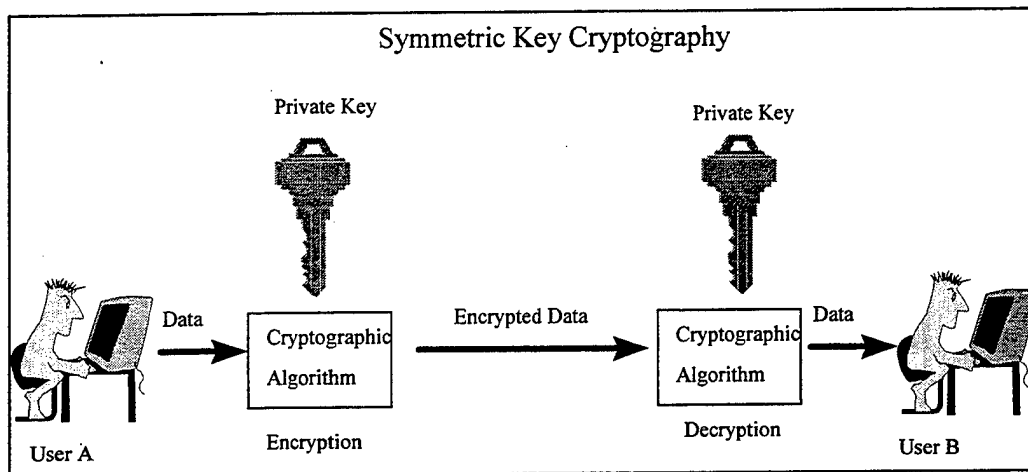 Symmetric Key Cryptography
Private Key
Private Key
Data
Cryptographic
Algorithm
Encrypted Data
Cryptographic
Algorithm
Data
User A
Encryption
Decryption
User B